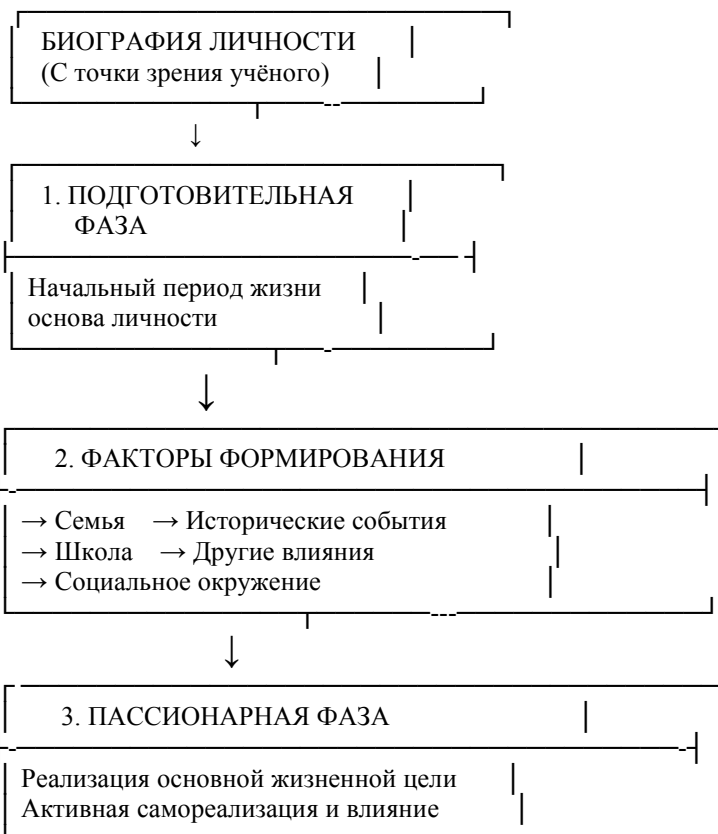 БИОГРАФИЯ ЛИЧНОСТИ
(С точки зрения учёного)
↓
1. ПОДГОТОВИТЕЛЬНАЯ
ФАЗА
Начальный период жизни
основа личности
↓
2. ФАКТОРЫ ФОРМИРОВАНИЯ
→ Семья → Исторические события
→ Школа → Другие влияния
→ Социальное окружение
↓
3. ПАССИОНАРНАЯ ФАЗА
Реализация основной жизненной цели
Активная самореализация и влияние